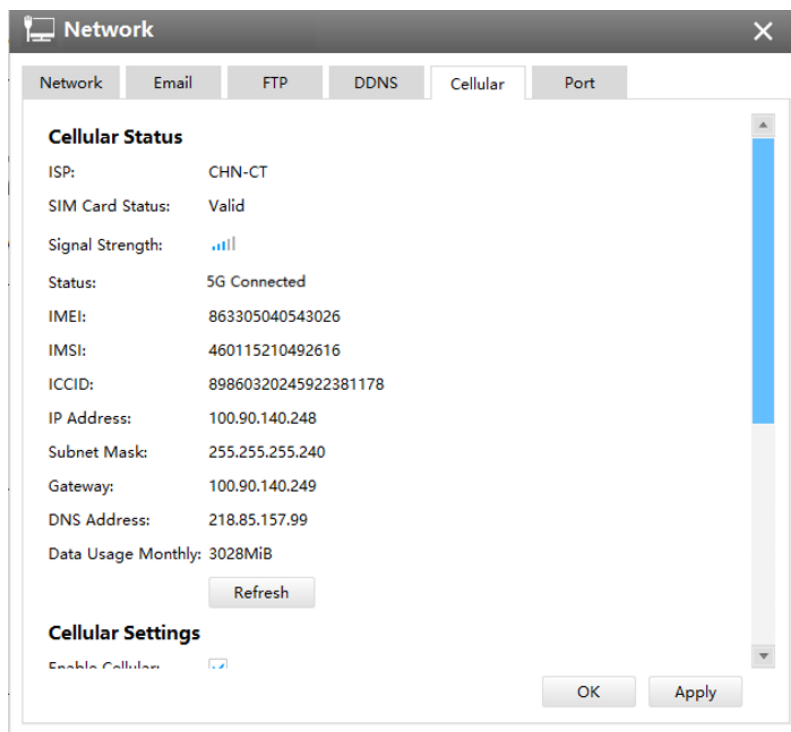 Network
Network Email FTP DDNS Cellular Port
Cellular Status
ISP: CHN-CT
SIM Card Status: Valid
Signal Strength:
Status: 5G Connected
IMEI: 863305040543026
IMSI: 460115210492616
ICCID: 89860320245922381178
IP Address: 100.90.140.248
Subnet Mask: 255.255.255.240
Gateway: 100.90.140.249
DNS Address: 218.85.157.99
Data Usage Monthly: 3028MiB
Refresh
Cellular Settings
Enable Cellular:
OK Apply